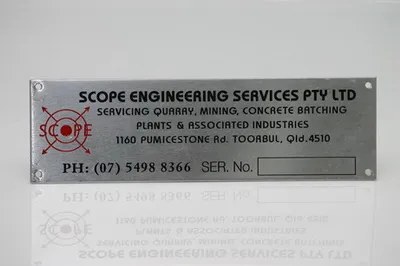 SCOPE ENGINEERING SERVICES PTY LTD
SERVICING QUARAY, MINING, CONCRETE BATCHING
PLANTS & ASSOCIATED INDUSTRIES
1160 PUMICESTONE Rd. TOORBUL, Qld.4510
SCOPE
PH: (07) 5498 8366 SER. No.